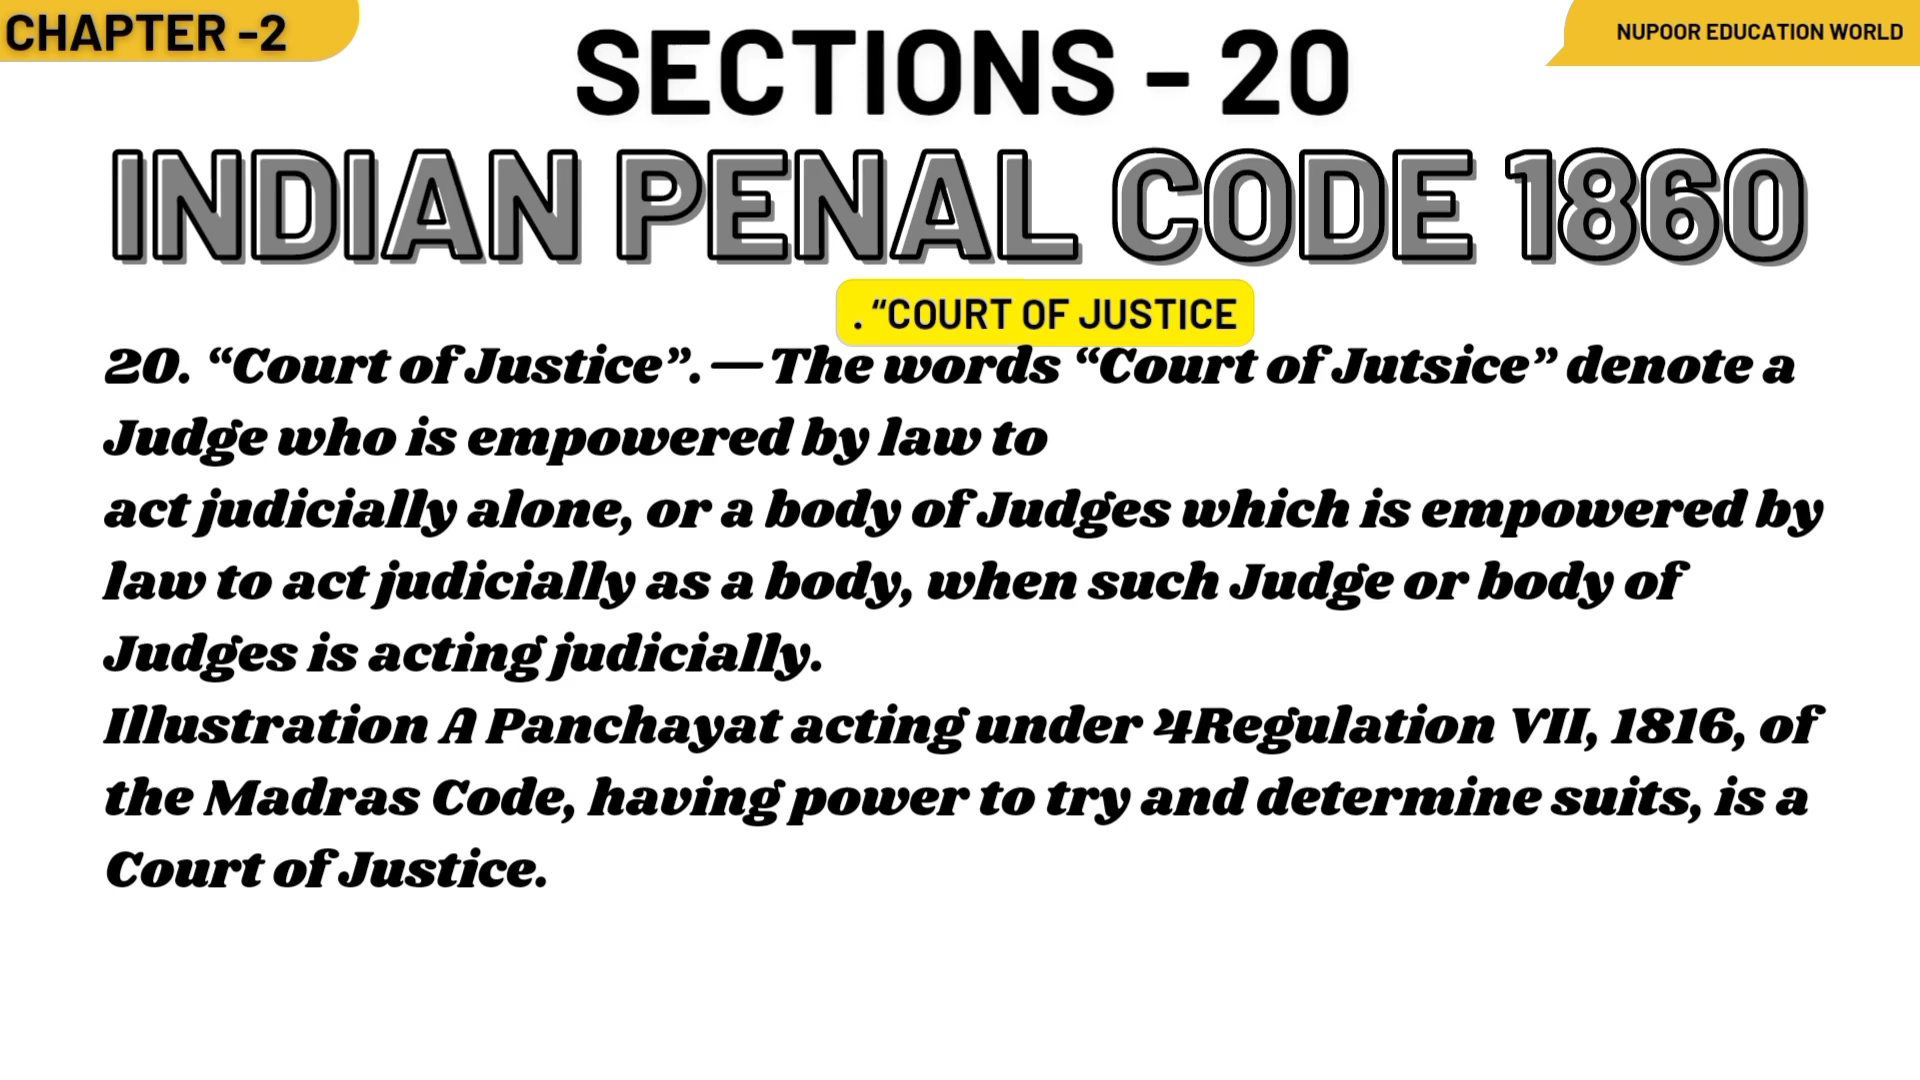 CHAPTER -2
NUPOOR EDUCATION WORLD
SECTIONS - 20
INDIAN PENAL CODE 1860
. “COURT OF JUSTICE
20. “Court of Justice”.—The words “Court of Jutsice” denote a
Judge who is empowered by law to
act judicially alone, or a body of Judges which is empowered by
law to act judicially as a body, when such Judge or body of
Judges is acting judicially.
Illustration A Panchayat acting under 4Regulation VII, 1816, of
the Madras Code, having power to try and determine suits, is a
Court of Justice.